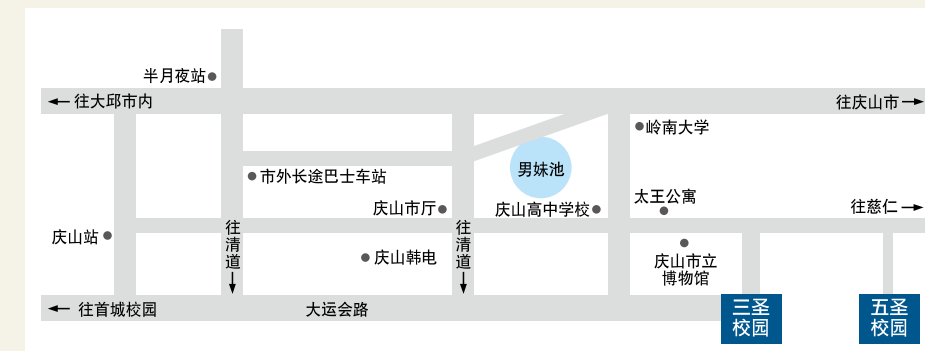 半月夜站
往大邱市内
往庆山市
岭南大学
男妹池
市外长途巴士车站
太王公寓
庆山市厅
庆山高中学校
往慈仁
庆山站
往清道
往清道
庆山韩电
庆山市立
博物馆
往首城校园
大运会路
三圣
校园
五圣
校园